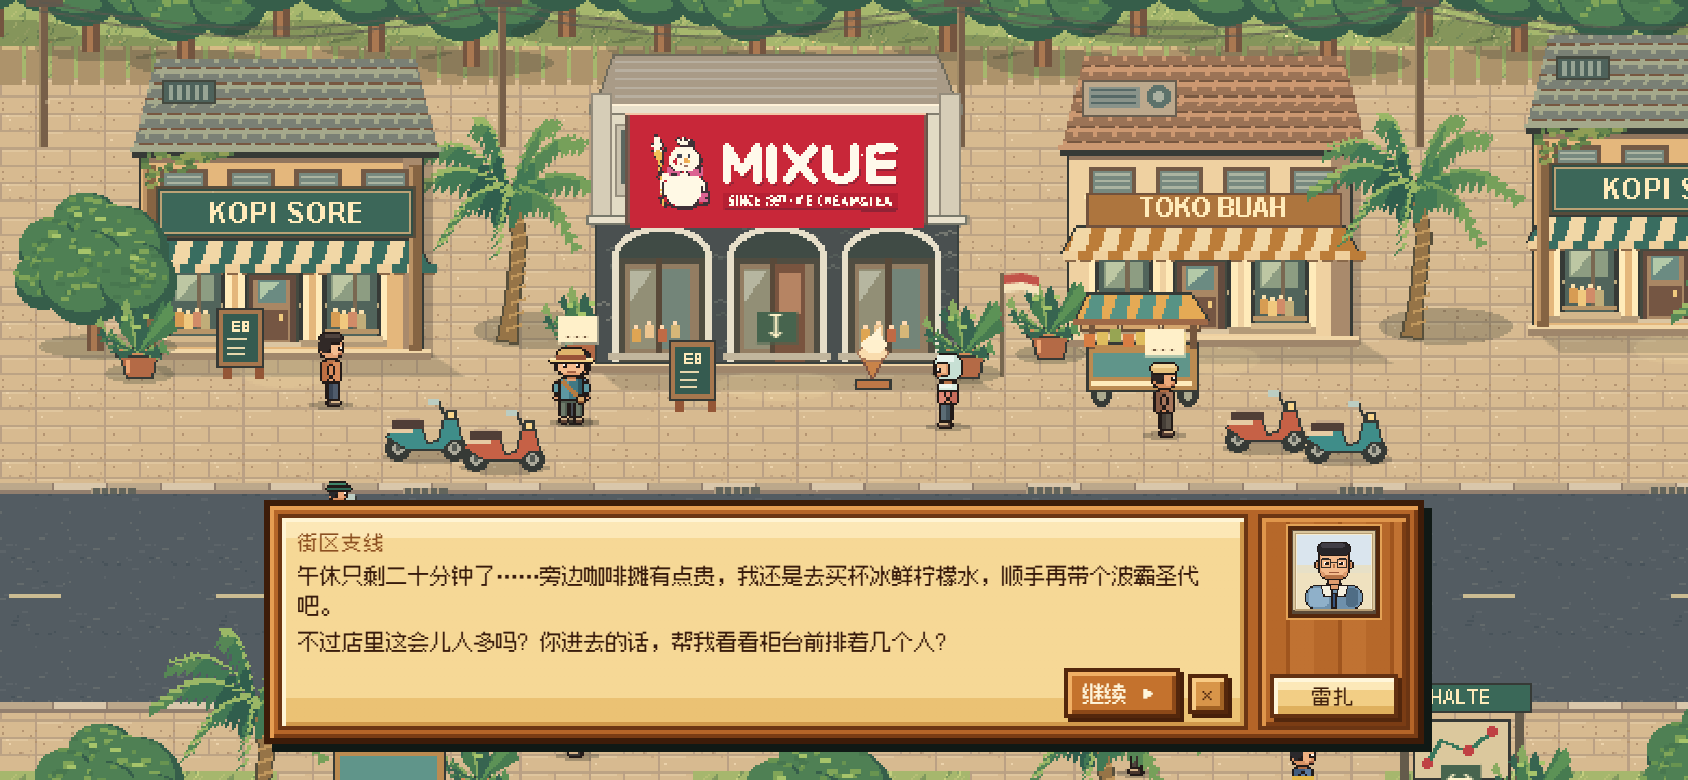 KOPI SORE
MIXUE
TOKO BUAH
KOPI S
街区支线
午休只剩二十分钟了……旁边咖啡摊有点贵，我还是去买杯冰鲜柠檬水，顺手再带个波霸圣代
吧。
不过店里这会儿人多吗？你进去的话，帮我看看柜台前排着几个人？
继续
×
雷扎
HALTE